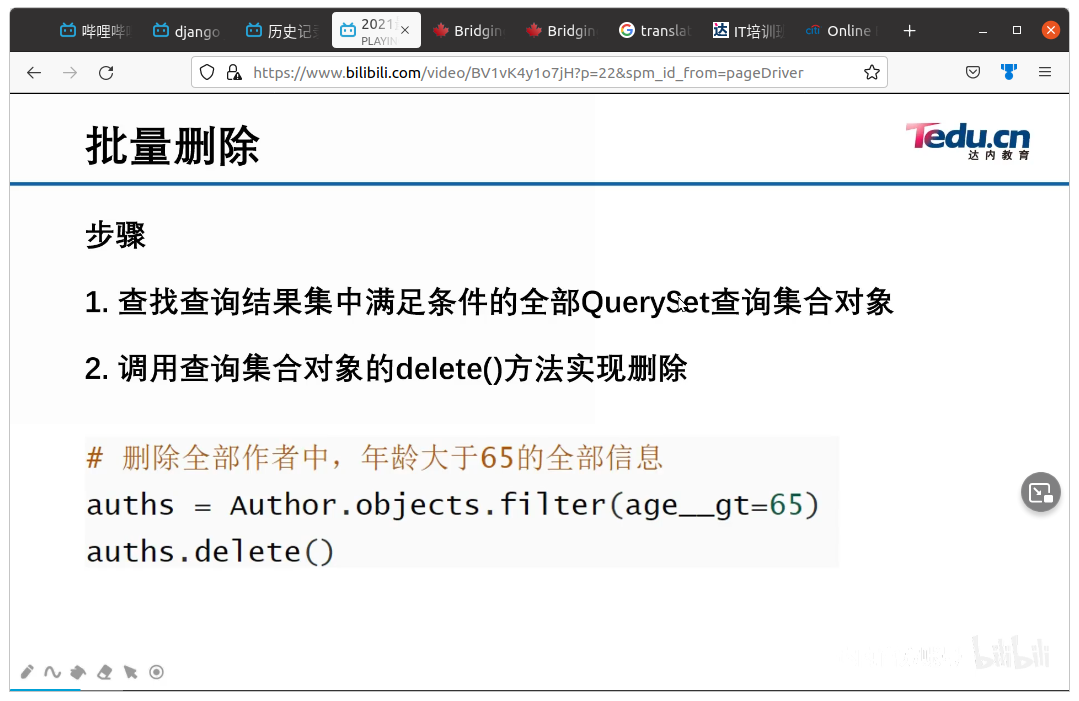 哔哩哔哩
django
历史记录
2021
PLAYIN
Bridgin
Bridgin
translat
达 IT培训班
citi Online
https://www.bilibili.com/video/BV1vK4y1o7jH?p=22&spm_id_from=pageDriver
批量删除
Tedu.cn
达内教育
步骤
1. 查找查询结果集中满足条件的全部QuerySet查询集合对象
2. 调用查询集合对象的delete()方法实现删除
# 删除全部作者中，年龄大于65的全部信息
auths = Author.objects.filter(age__gt=65)
auths.delete()
bilibili